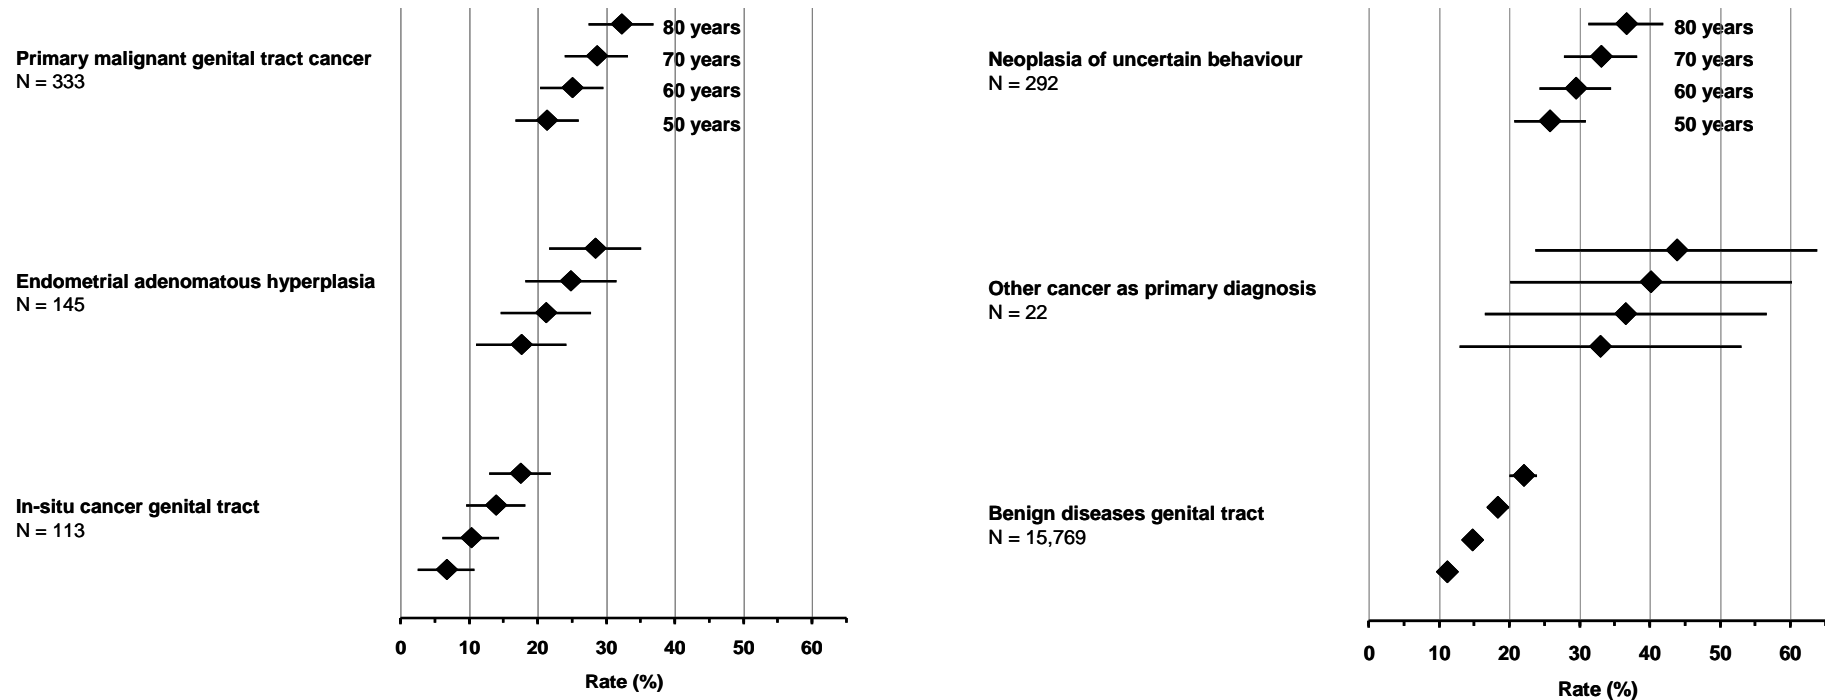 Primary malignant genital tract cancer
N = 333
80 years
70 years
60 years
50 years
Endometrial adenomatous hyperplasia
N = 145
In-situ cancer genital tract
N = 113
0 10 20 30 40 50 60
Rate (%)
Neoplasia of uncertain behaviour
N = 292
80 years
70 years
60 years
50 years
Other cancer as primary diagnosis
N = 22
Benign diseases genital tract
N = 15,769
0 10 20 30 40 50 60
Rate (%)